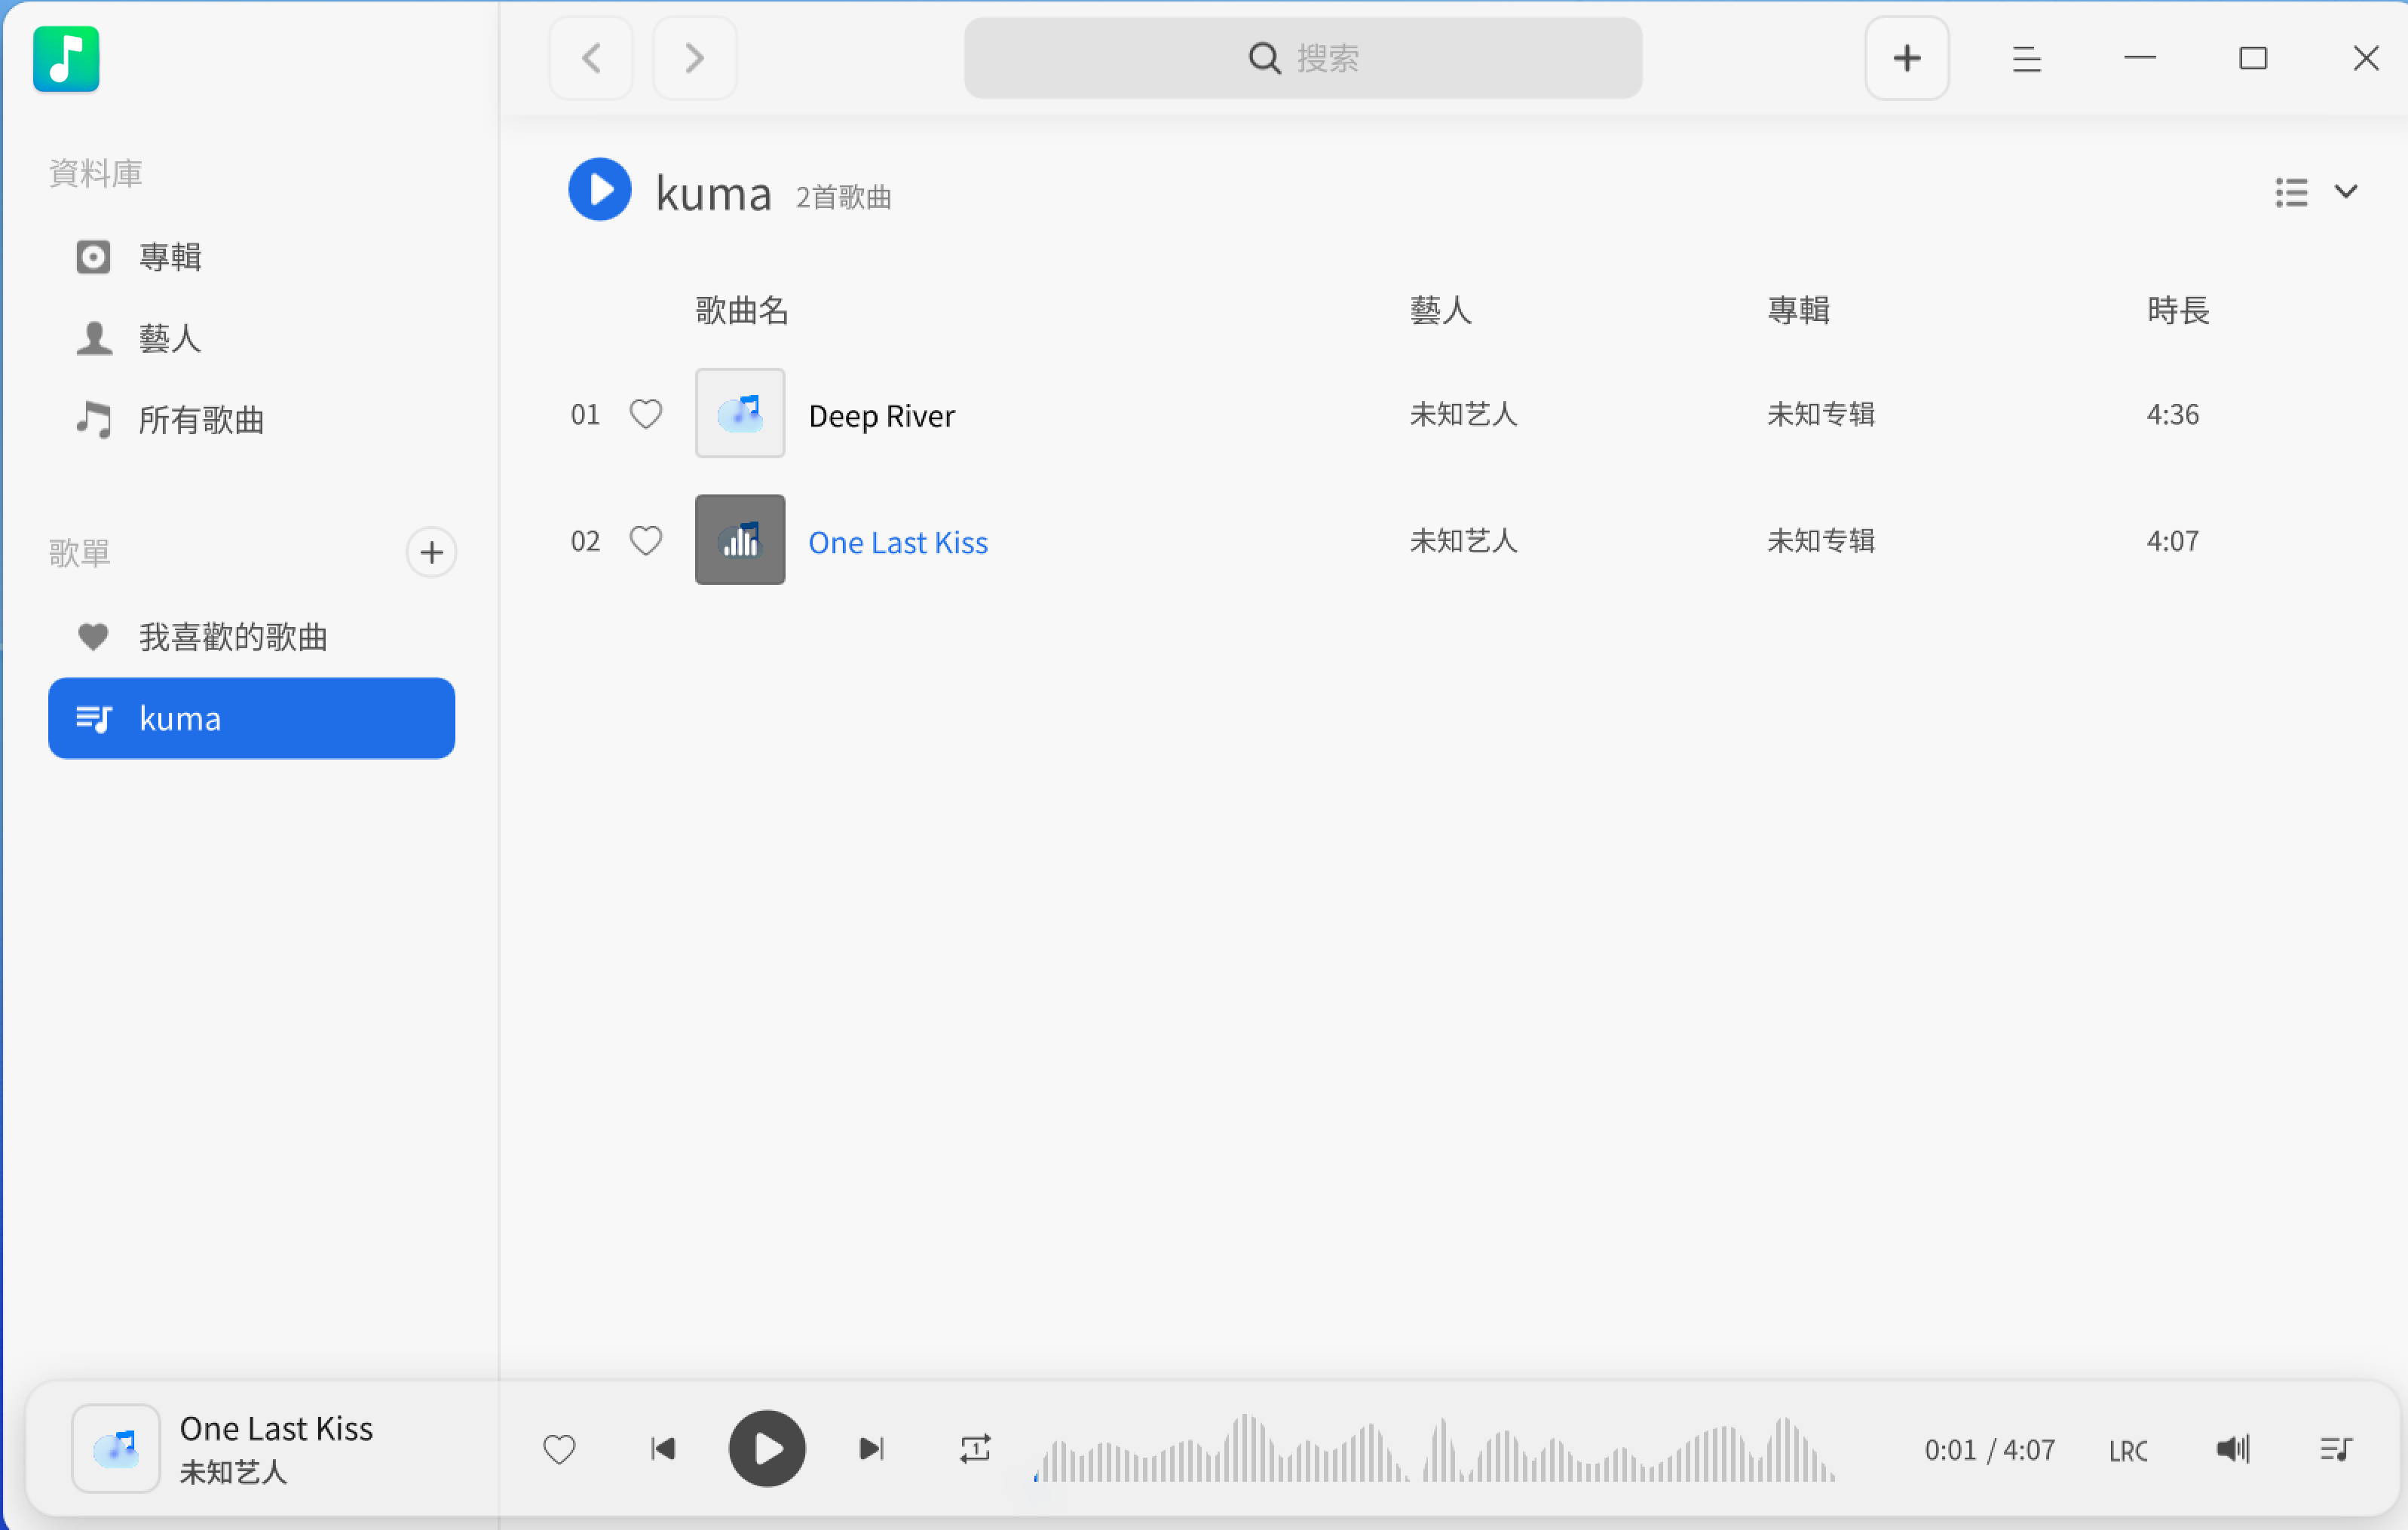 搜索
資料庫
專輯
藝人
所有歌曲
歌單
我喜歡的歌曲
kuma
kuma 2首歌曲
歌曲名 藝人 專輯 時長
01 Deep River 未知艺人 未知专辑 4:36
02 One Last Kiss 未知艺人 未知专辑 4:07
One Last Kiss
未知艺人
1
0:01 / 4:07 LRC